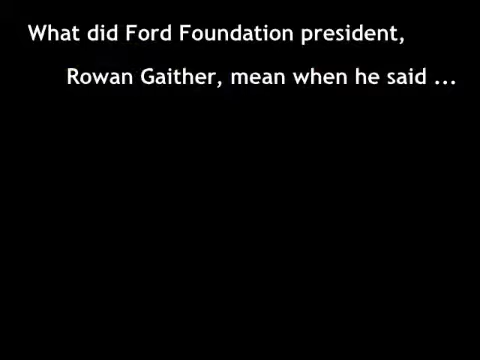 What did Ford Foundation president,
Rowan Gaither, mean when he said ...